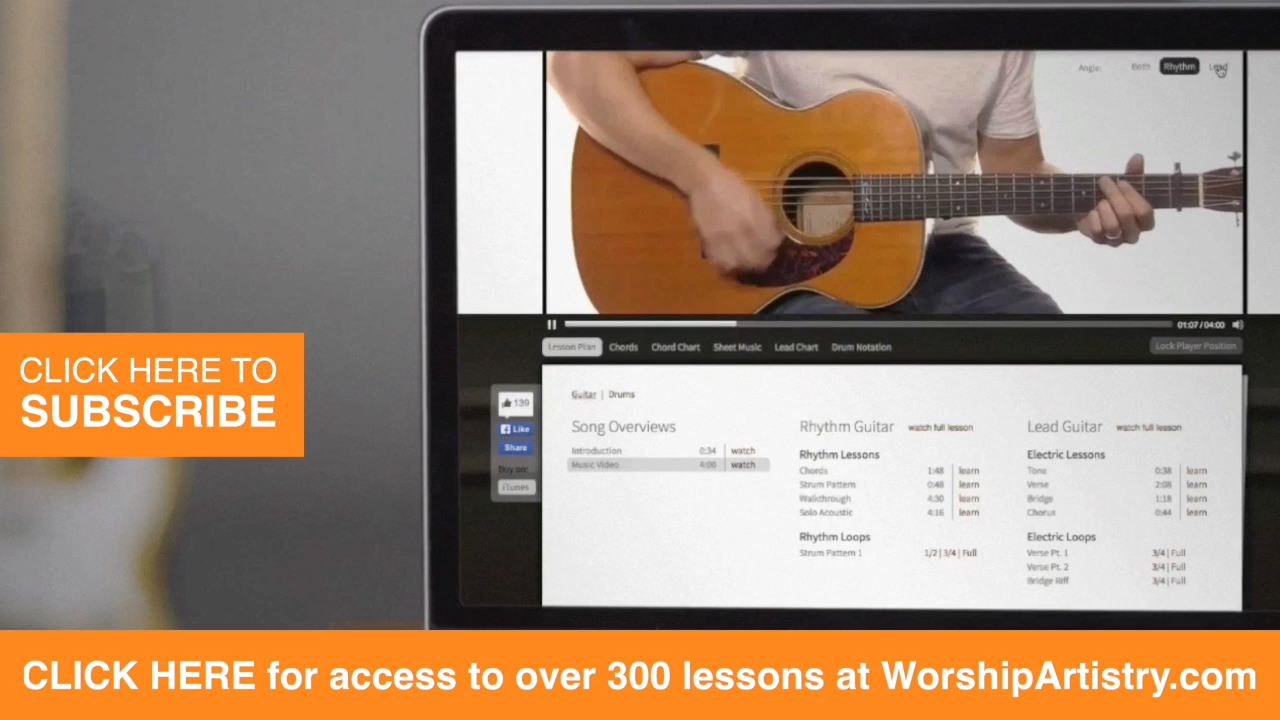 Angle: Both Rhythm Lead
01:07 / 04:00
Lesson Plan Chords Chord Chart Sheet Music Lead Chart Drum Notation Lock Player Position
CLICK HERE TO
SUBSCRIBE
139
Like
Share
Buy on:
iTunes
Guitar | Drums
Song Overviews
Introduction 0:34 watch
Music Video 4:00 watch
Rhythm Guitar watch full lesson
Rhythm Lessons
Chords 1:48 learn
Strum Pattern 0:48 learn
Walkthrough 4:30 learn
Solo Acoustic 4:16 learn
Rhythm Loops
Strum Pattern 1 1/2 | 3/4 | Full
Lead Guitar watch full lesson
Electric Lessons
Tone 0:38 learn
Verse 2:08 learn
Bridge 1:18 learn
Chorus 0:44 learn
Electric Loops
Verse Pt. 1 3/4 | Full
Verse Pt. 2 3/4 | Full
Bridge Riff 3/4 | Full
CLICK HERE for access to over 300 lessons at WorshipArtistry.com